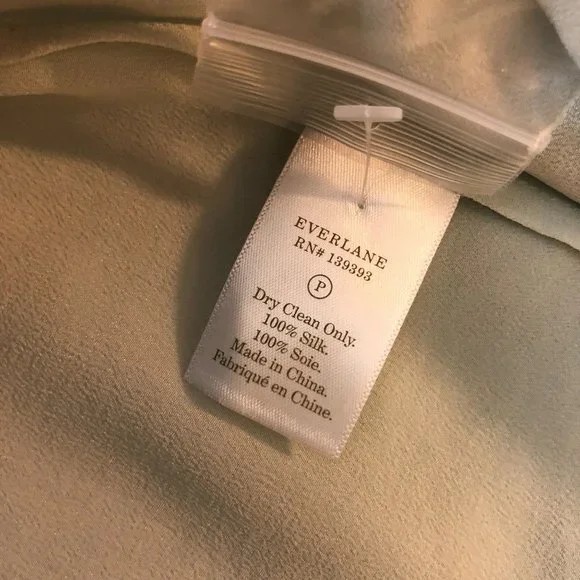 EVERLANE
RN# 139393
P
Dry Clean Only.
100% Silk.
100% Soie.
Made in China.
Fabriqué en Chine.